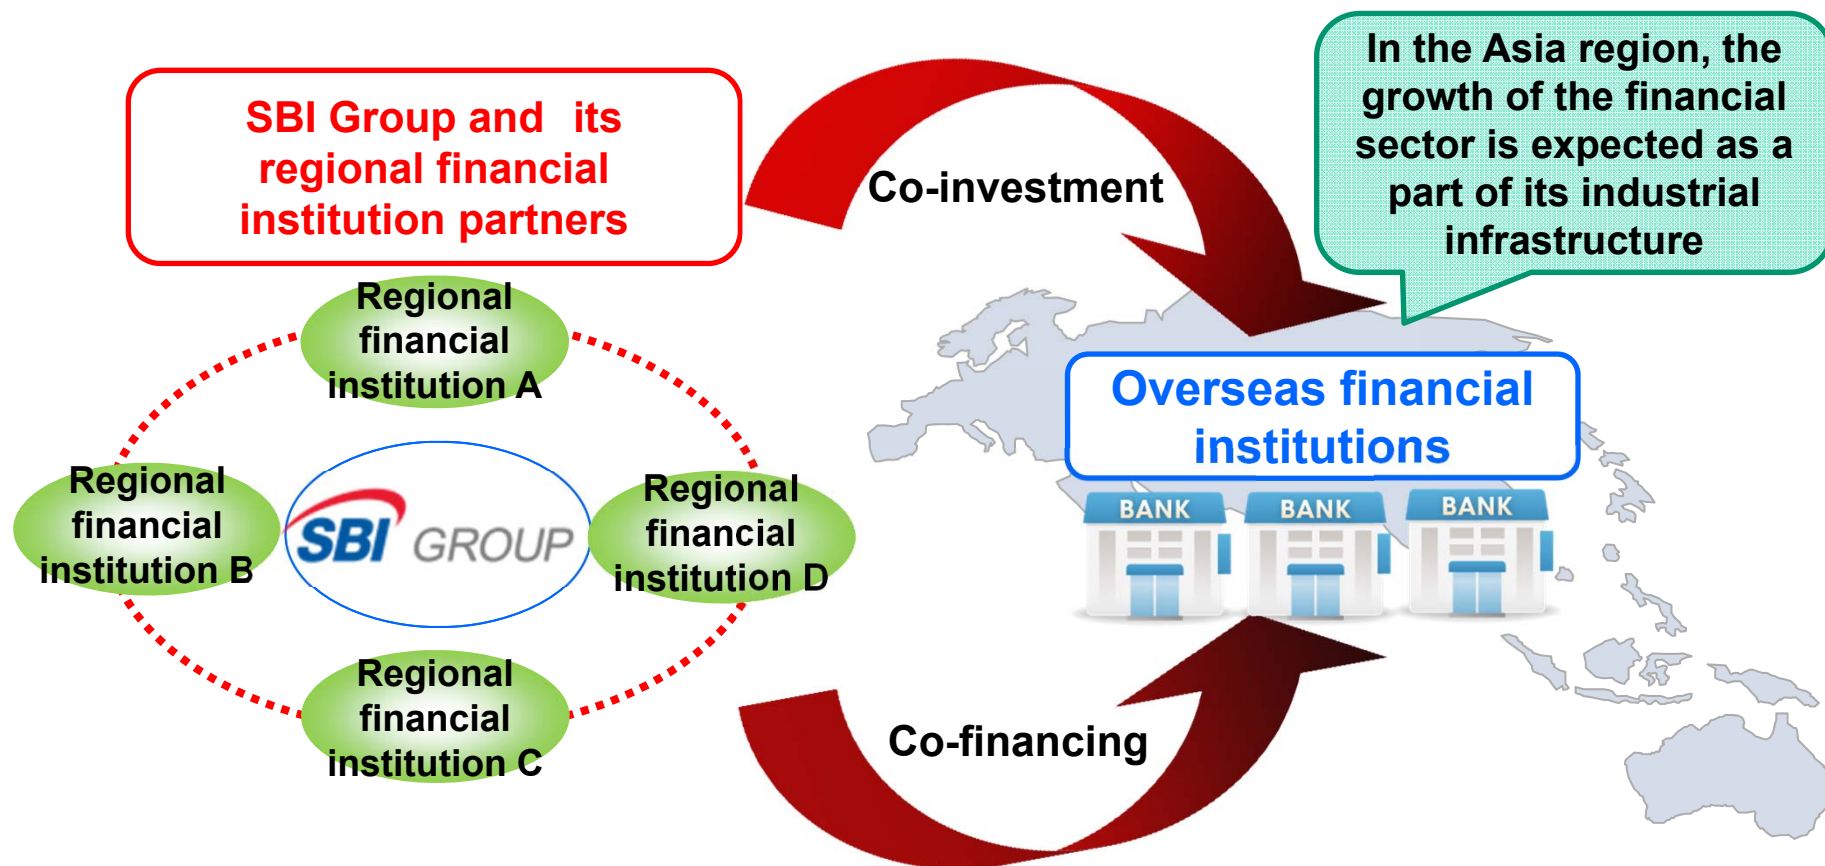 SBI Group and its
regional financial
institution partners
Co-investment
In the Asia region, the
growth of the financial
sector is expected as a
part of its industrial
infrastructure
Regional
financial
institution A
Regional
financial
institution B
SBI GROUP
Regional
financial
institution D
Regional
financial
institution C
Overseas financial
institutions
BANK
BANK
BANK
Co-financing